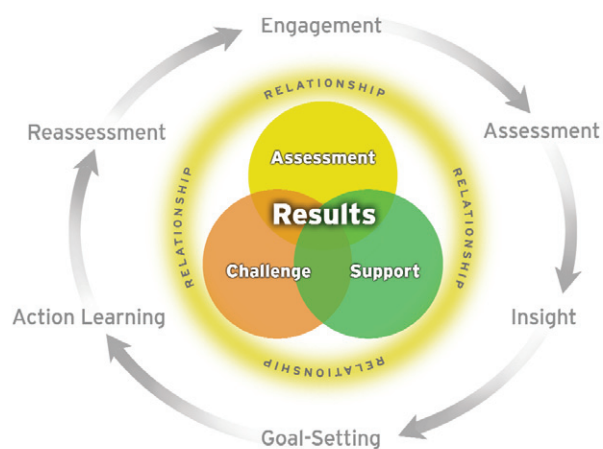 Engagement
Assessment
Insight
Goal-Setting
Action Learning
Reassessment
RELATIONSHIP
RELATIONSHIP
RELATIONSHIP
RELATIONSHIP
Assessment
Results
Challenge
Support